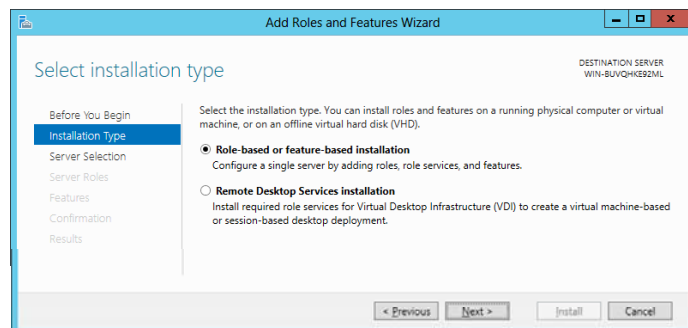 Add Roles and Features Wizard
Select installation type
DESTINATION SERVER
WIN-BUVQHKE92ML
Before You Begin
Installation Type
Server Selection
Server Roles
Features
Confirmation
Results
Select the installation type. You can install roles and features on a running physical computer or virtual
machine, or on an offline virtual hard disk (VHD).
Role-based or feature-based installation
Configure a single server by adding roles, role services, and features.
Remote Desktop Services installation
Install required role services for Virtual Desktop Infrastructure (VDI) to create a virtual machine-based
or session-based desktop deployment.
< Previous
Next >
Install
Cancel